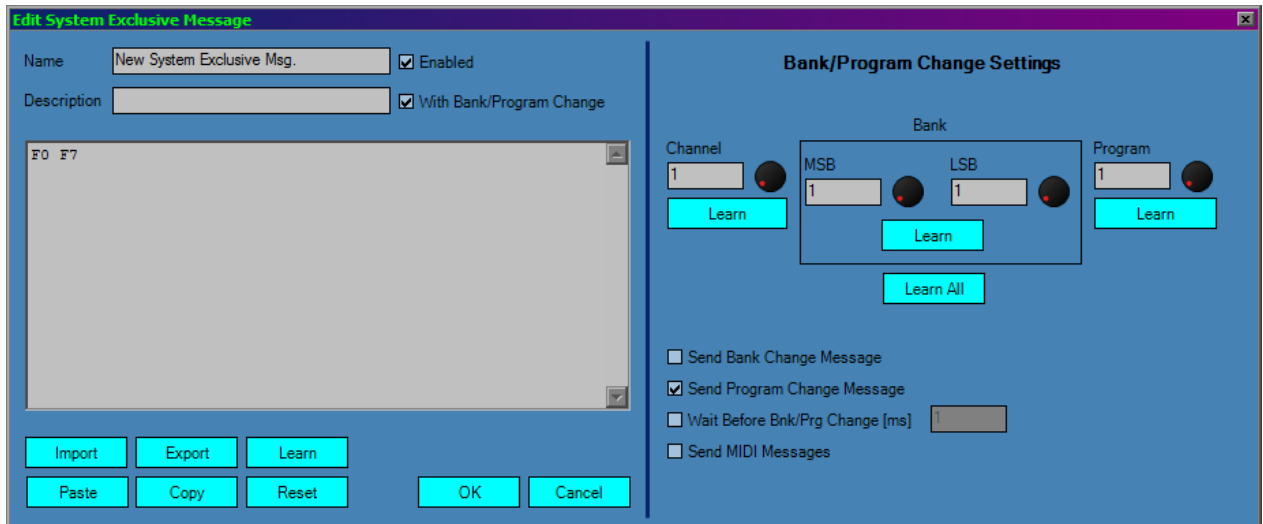 Edit System Exclusive Message
Name New System Exclusive Msg. Enabled
Description With Bank/Program Change
F0 F7
Import Export Learn
Paste Copy Reset OK Cancel
Bank/Program Change Settings
Bank
Channel MSB LSB Program
1 1 1 1
Learn Learn Learn
Learn All
Send Bank Change Message
Send Program Change Message
Wait Before Bnk/Prg Change [ms] 1
Send MIDI Messages